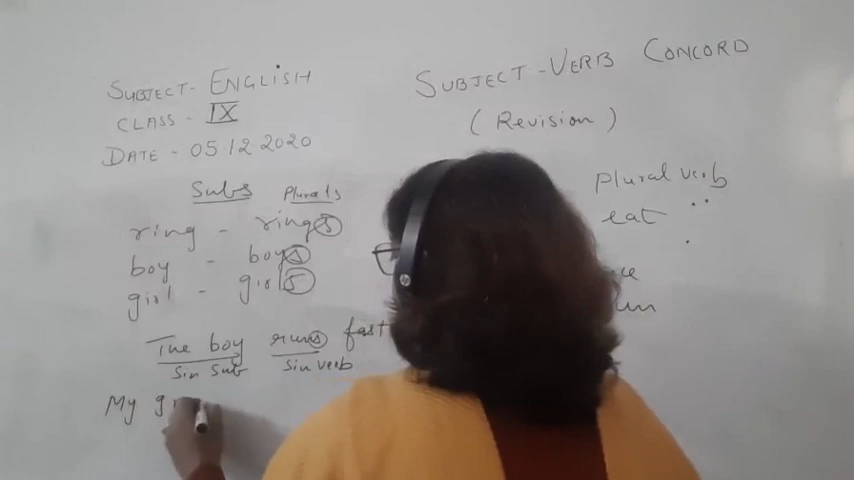 SUBJECT - ENGLISH
CLASS - IX
DATE - 05.12.2020
SUBJECT - VERB CONCORD
( Revision )
Subs Plurals
ring - rings
boy - boys
girl - girls
The boy runs fast
Sin Sub sin verb
My
plural verb
eat
hp